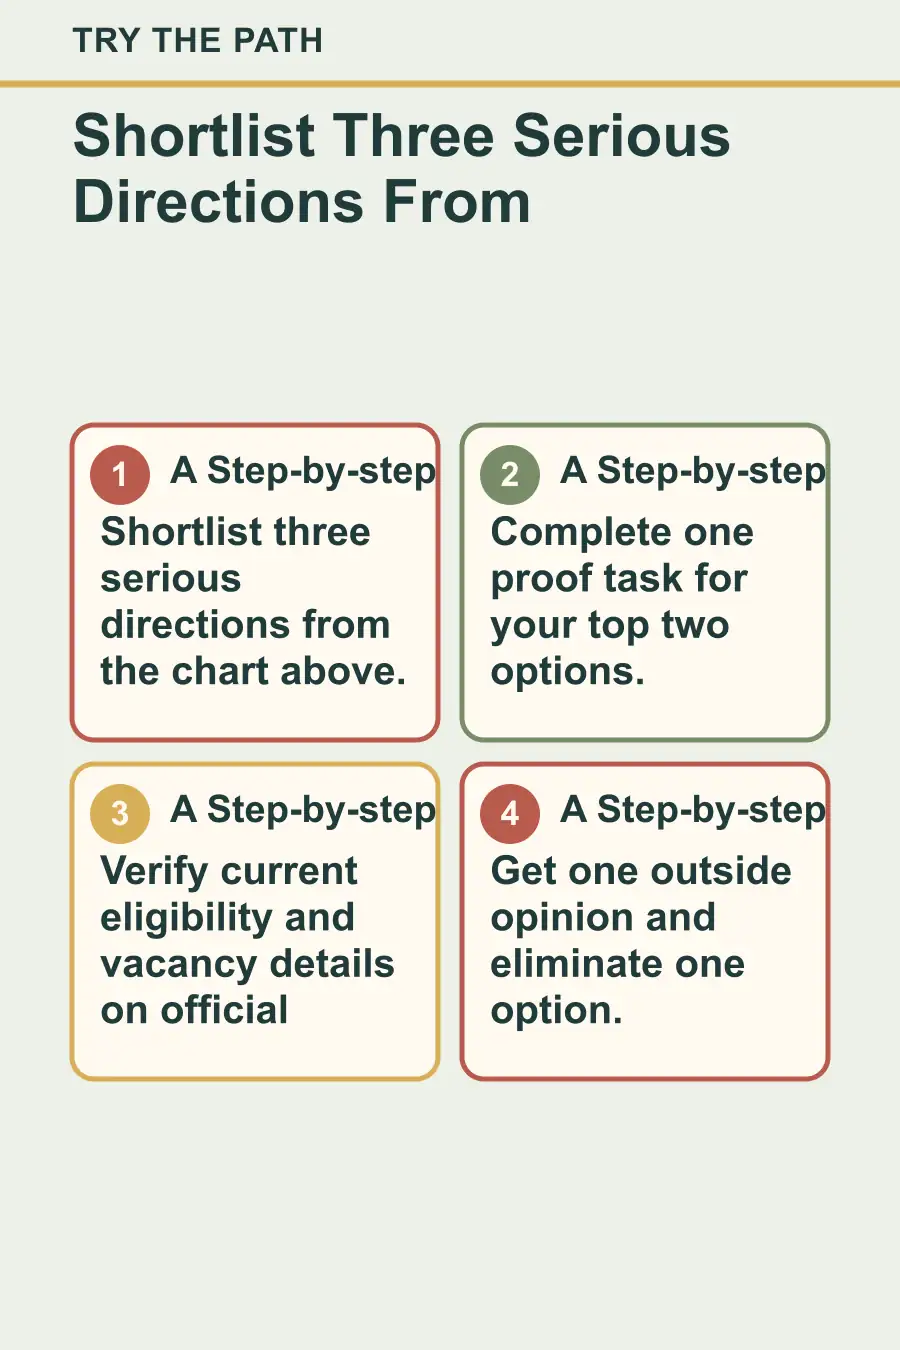 TRY THE PATH
Shortlist Three Serious
Directions From
1 A Step-by-step
Shortlist three
serious
directions from
the chart above.
2 A Step-by-step
Complete one
proof task for
your top two
options.
3 A Step-by-step
Verify current
eligibility and
vacancy details
on official
4 A Step-by-step
Get one outside
opinion and
eliminate one
option.